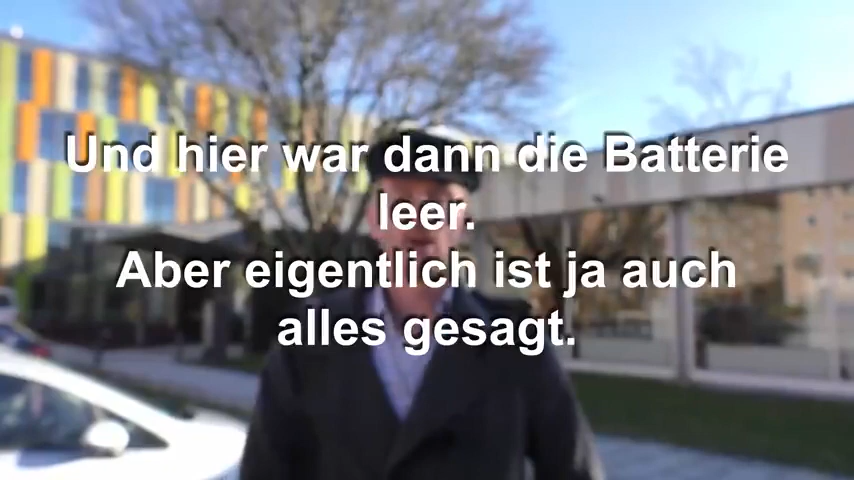 Und hier war dann die Batterie
leer.
Aber eigentlich ist ja auch
alles gesagt.